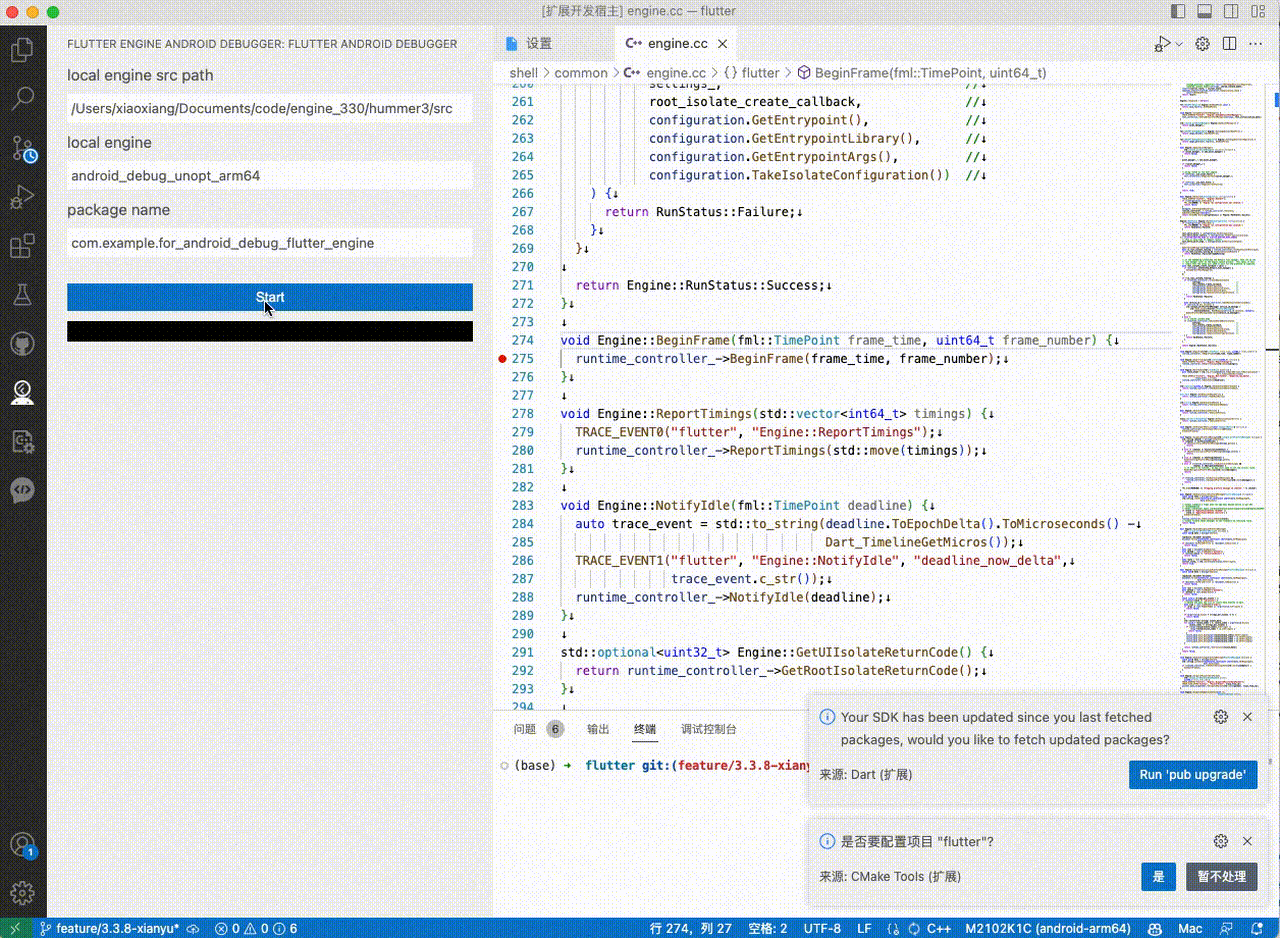 [扩展开发宿主] engine.cc — flutter
FLUTTER ENGINE ANDROID DEBUGGER: FLUTTER ANDROID DEBUGGER
local engine src path
/Users/xiaoxiang/Documents/code/engine_330/hummer3/src
local engine
android_debug_unopt_arm64
package name
com.example.for_android_debug_flutter_engine
Start
设置
C++ engine.cc
shell > common > C++ engine.cc > {} flutter > BeginFrame(fml::TimePoint, uint64_t)
260 settings_, //↓
261 root_isolate_create_callback, //↓
262 configuration.GetEntrypoint(), //↓
263 configuration.GetEntrypointLibrary(), //↓
264 configuration.GetEntrypointArgs(), //↓
265 configuration.TakeIsolateConfiguration()) //↓
266 ) {↓
267 return RunStatus::Failure;↓
268 }↓
269 }↓
270 ↓
271 return Engine::RunStatus::Success;↓
272 }↓
273 ↓
274 void Engine::BeginFrame(fml::TimePoint frame_time, uint64_t frame_number) {↓
275 runtime_controller_->BeginFrame(frame_time, frame_number);↓
276 }↓
277 ↓
278 void Engine::ReportTimings(std::vector<int64_t> timings) {↓
279 TRACE_EVENT0("flutter", "Engine::ReportTimings");↓
280 runtime_controller_->ReportTimings(std::move(timings));↓
281 }↓
282 ↓
283 void Engine::NotifyIdle(fml::TimePoint deadline) {↓
284 auto trace_event = std::to_string(deadline.ToEpochDelta().ToMicroseconds() -↓
285 Dart_TimelineGetMicros());↓
286 TRACE_EVENT1("flutter", "Engine::NotifyIdle", "deadline_now_delta",↓
287 trace_event.c_str());↓
288 runtime_controller_->NotifyIdle(deadline);↓
289 }↓
290 ↓
291 std::optional<uint32_t> Engine::GetUIIsolateReturnCode() {↓
292 return runtime_controller_->GetRootIsolateReturnCode();↓
293 }↓
294 ↓
问题 6 输出 终端 调试控制台
(base) → flutter git:(feature/3.3.8-xiany
Your SDK has been updated since you last fetched
packages, would you like to fetch updated packages?
来源: Dart (扩展)
Run 'pub upgrade'
是否要配置项目 "flutter"?
来源: CMake Tools (扩展)
是
暂不处理
1
feature/3.3.8-xianyu* 0 0 6 行 274, 列 27 空格: 2 UTF-8 LF {} C++ M2102K1C (android-arm64) Mac